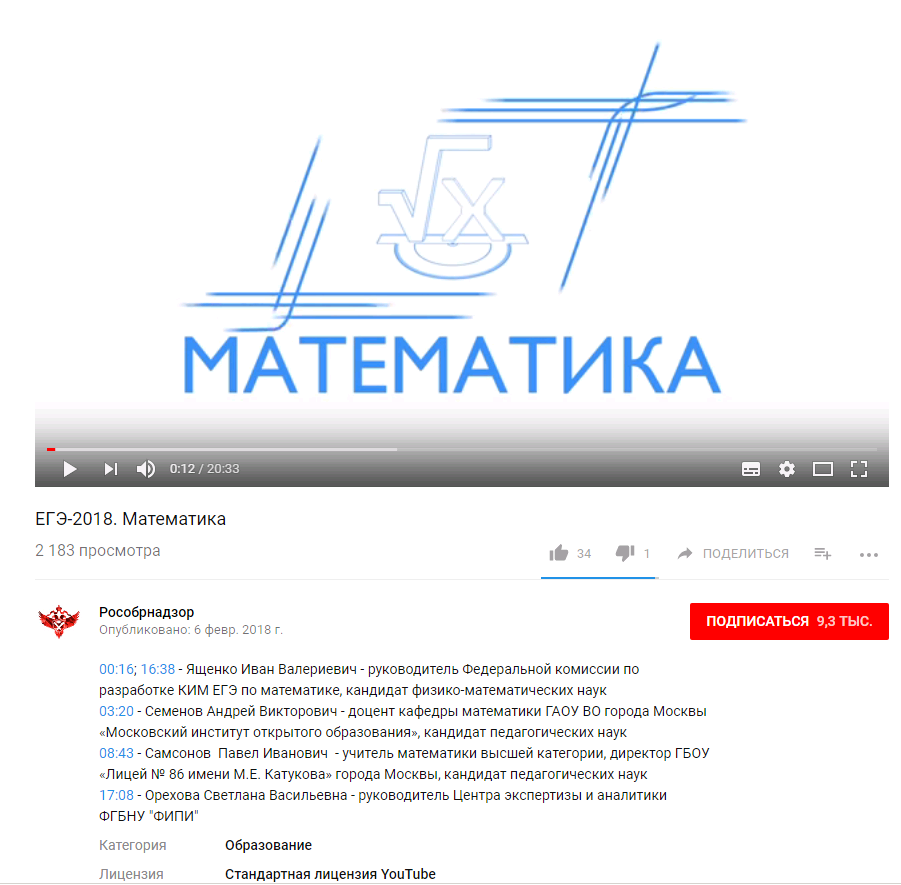 √x
МАТЕМАТИКА
0:12 / 20:33
ЕГЭ-2018. Математика
2 183 просмотра
34
1
ПОДЕЛИТЬСЯ
Рособрнадзор
Опубликовано: 6 февр. 2018 г.
ПОДПИСАТЬСЯ 9,3 ТЫС.
00:16; 16:38 - Ященко Иван Валериевич - руководитель Федеральной комиссии по
разработке КИМ ЕГЭ по математике, кандидат физико-математических наук
03:20 - Семенов Андрей Викторович - доцент кафедры математики ГАОУ ВО города Москвы
«Московский институт открытого образования», кандидат педагогических наук
08:43 - Самсонов  Павел Иванович  - учитель математики высшей категории, директор ГБОУ
«Лицей № 86 имени М.Е. Катукова» города Москвы, кандидат педагогических наук
17:08 - Орехова Светлана Васильевна - руководитель Центра экспертизы и аналитики
ФГБНУ "ФИПИ"
Категория Образование
Лицензия Стандартная лицензия YouTube